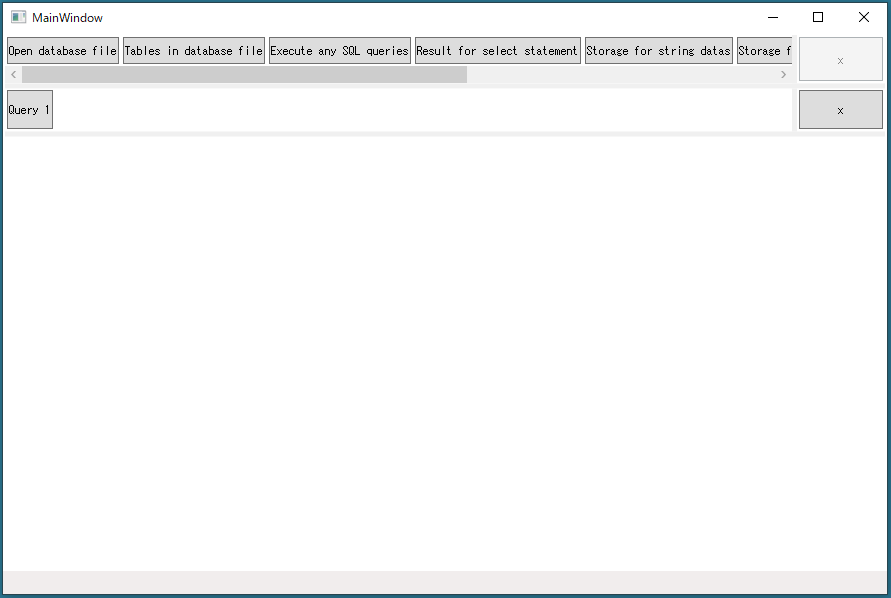 MainWindow
Open database file Tables in database file Execute any SQL queries Result for select statement Storage for string datas Storage f x
Query 1 x